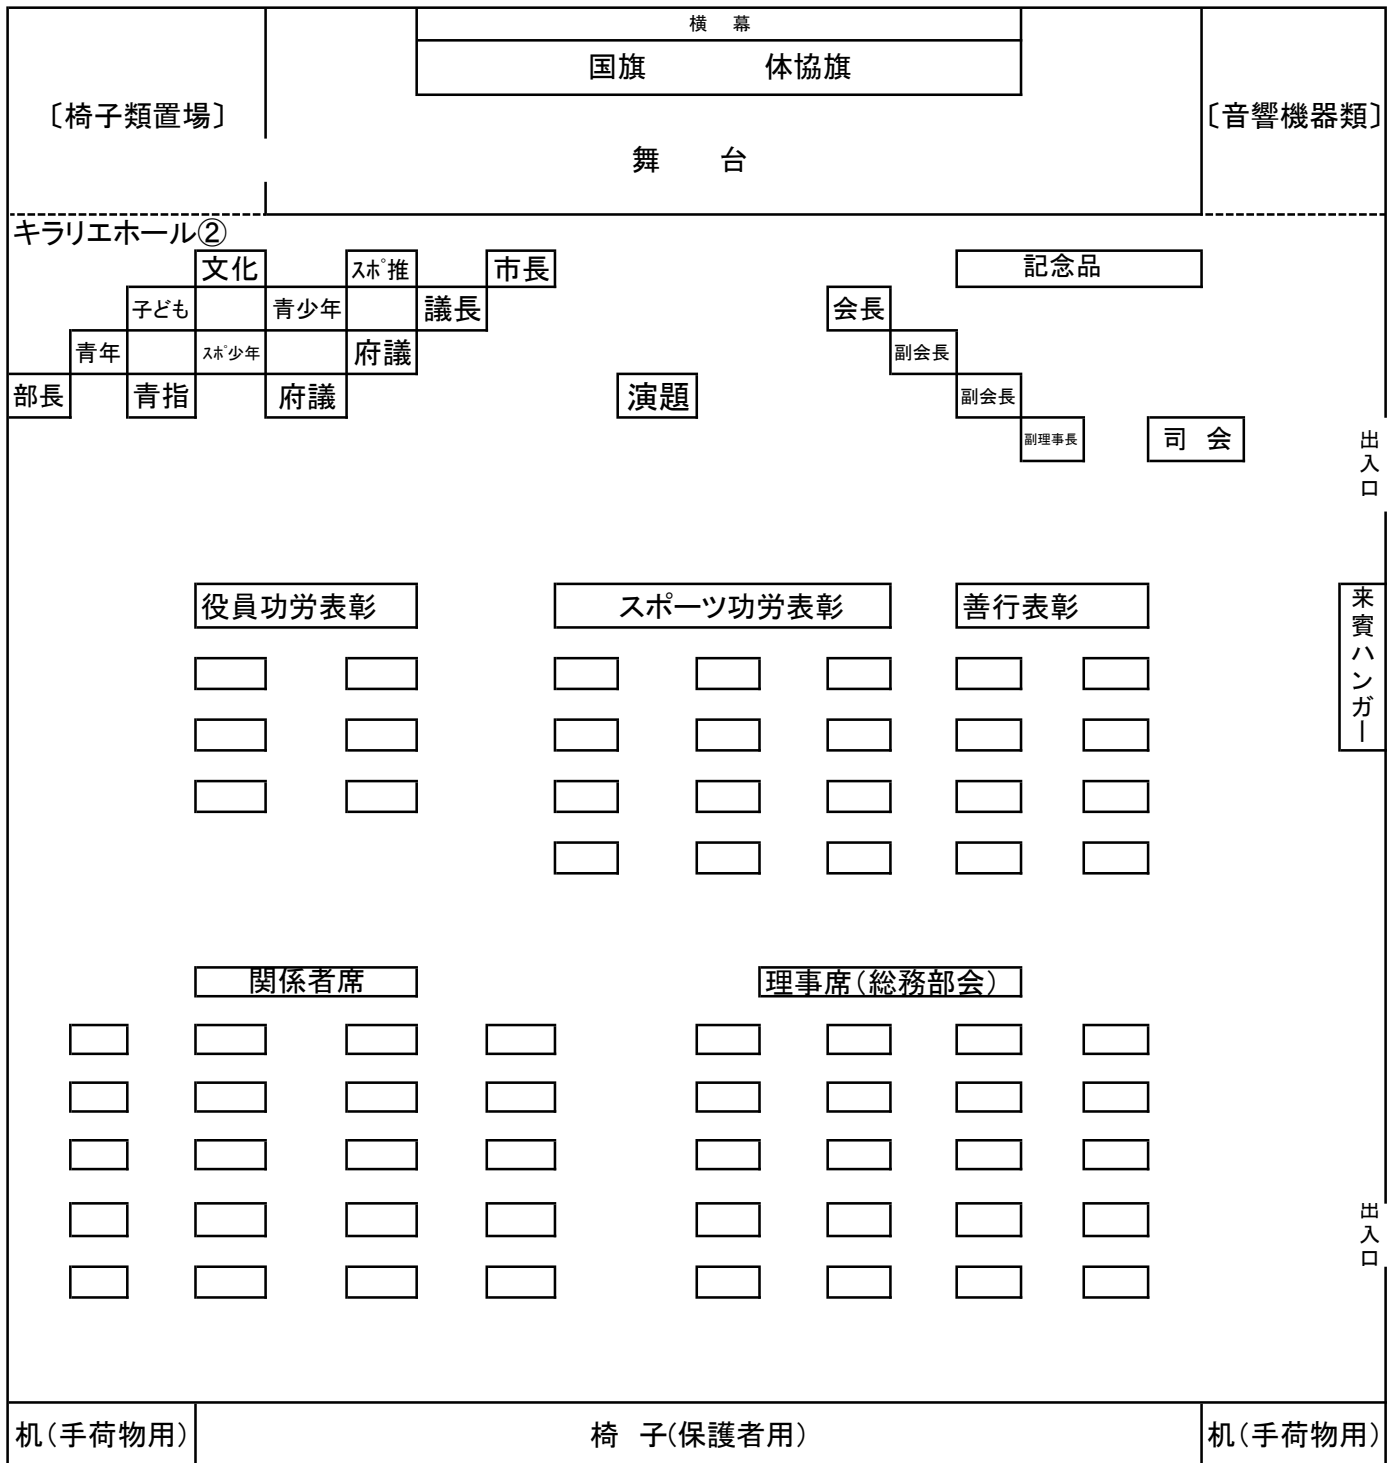 横　幕
国旗　体協旗
〔椅子類置場〕
〔音響機器類〕
舞　台
キラリエホール②
文化　スポ推　市長　記念品
子ども　青少年　議長　会長
青年　スポ少年　府議　副会長
部長　青指　府議　演題　副会長
副理事長　司　会
出入口
役員功労表彰　スポーツ功労表彰　善行表彰
来賓ハンガー
関係者席　理事席（総務部会）
出入口
机（手荷物用）　椅　子(保護者用）　机（手荷物用）